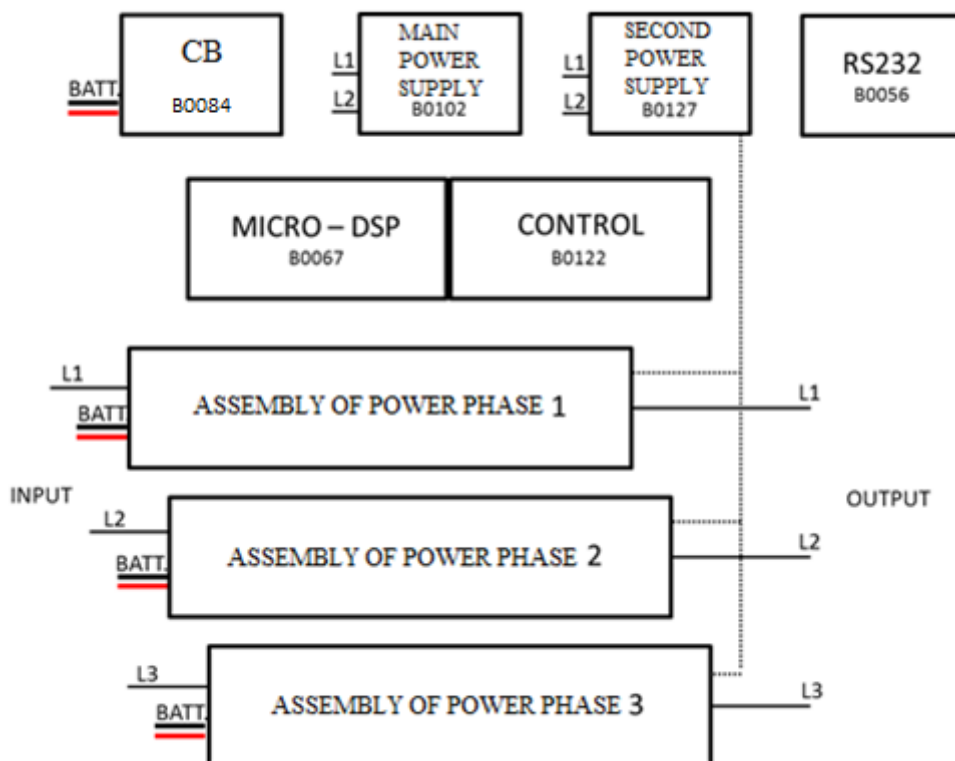 CB
BATT.
B0084
MAIN
POWER
SUPPLY
B0102
L1
L2
SECOND
POWER
SUPPLY
B0127
L1
L2
RS232
B0056
MICRO – DSP
B0067
CONTROL
B0122
L1
BATT.
ASSEMBLY OF POWER PHASE 1
L1
INPUT
OUTPUT
L2
BATT.
ASSEMBLY OF POWER PHASE 2
L2
L3
BATT.
ASSEMBLY OF POWER PHASE 3
L3